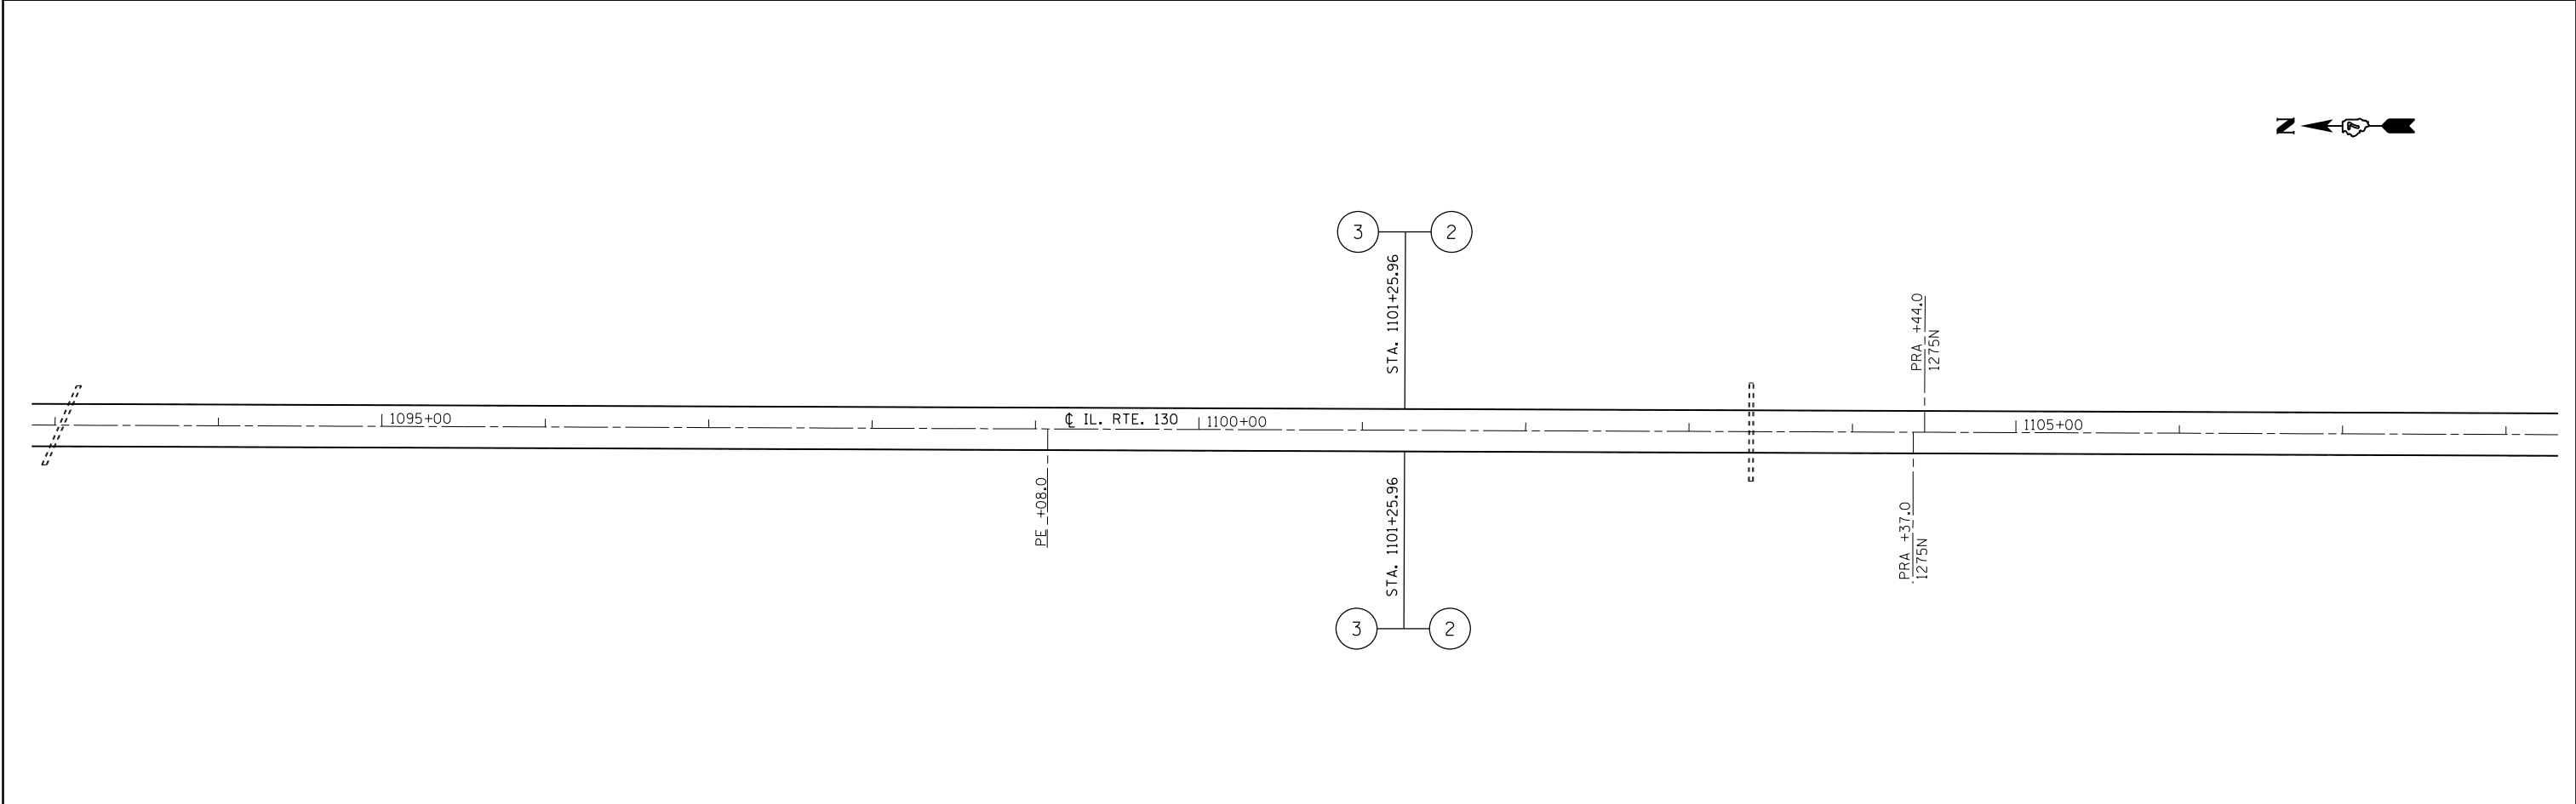 N
3
2
STA. 1101+25.96
PRA +44.0
1275N
1095+00
℄ IL. RTE. 130
1100+00
1105+00
PE +08.0
STA. 1101+25.96
PRA +37.0
1275N
3
2